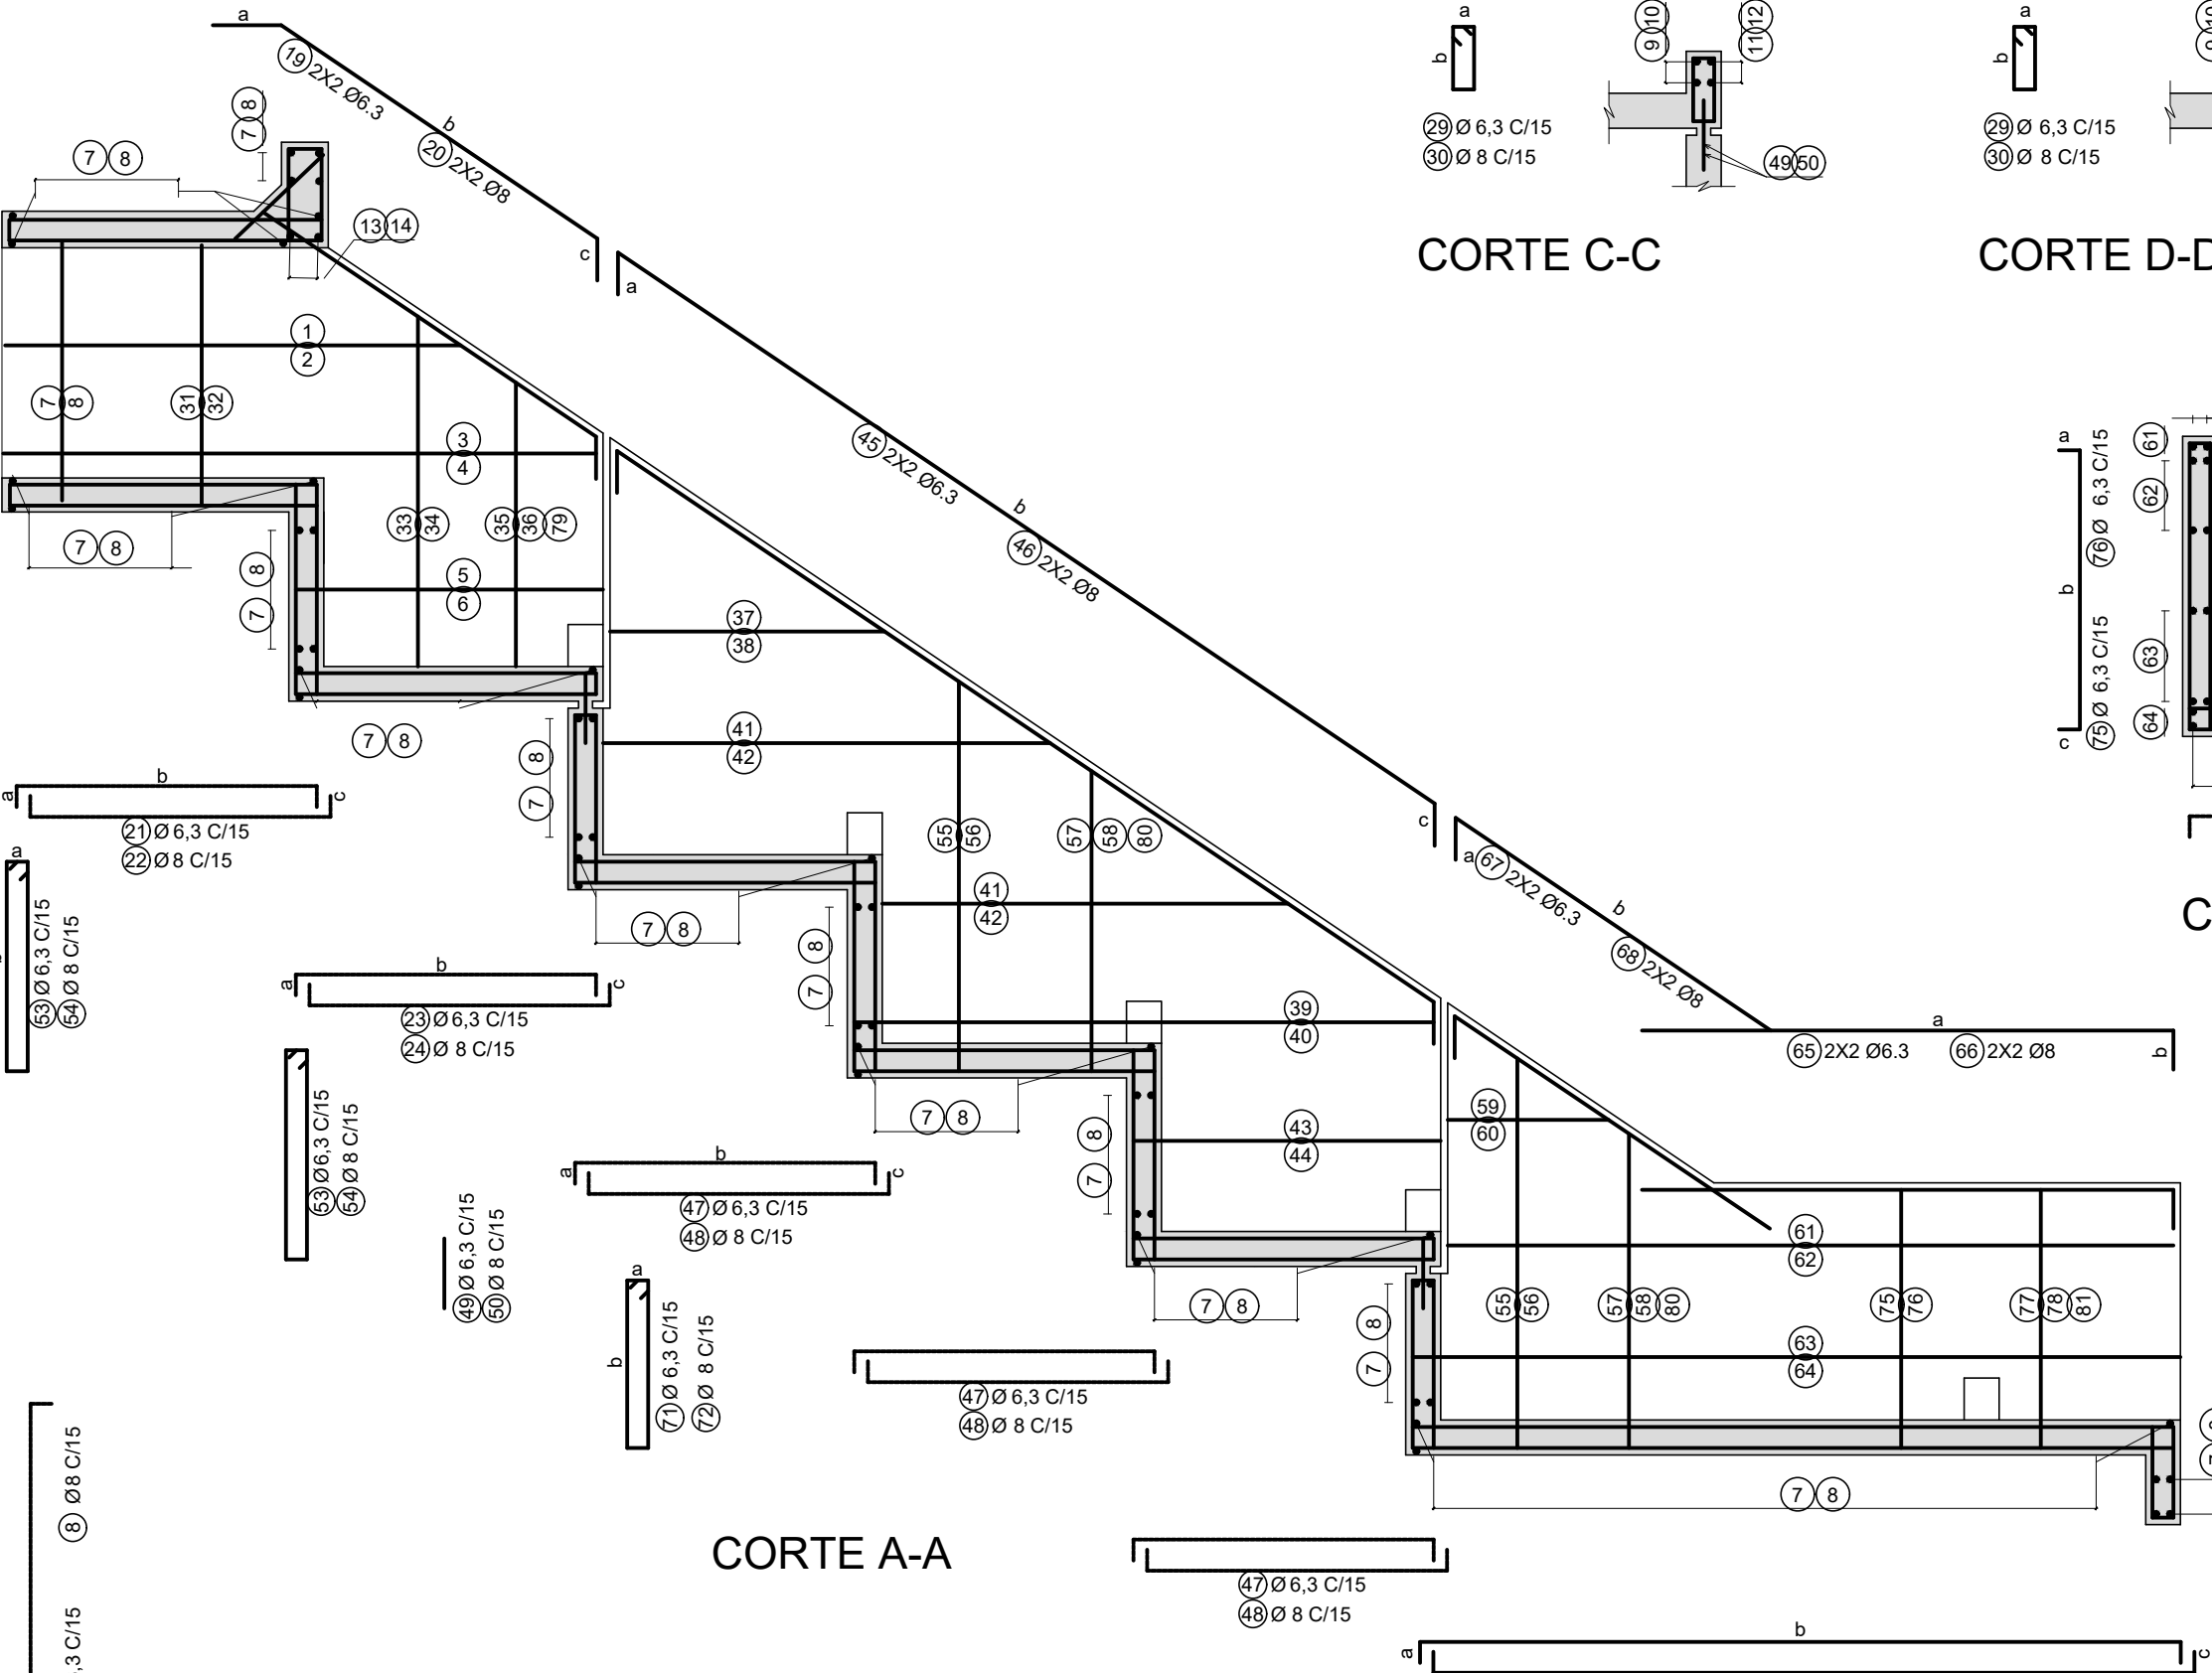 a
19 2X2 Ø6.3
b
20 2X2 Ø8
c
7 8
7 8
13 14
1
2
7 8
31 32
3
4
33 34
35 36 79
5
6
7 8
7 8
7 8
a
b
29 Ø 6,3 C/15
30 Ø 8 C/15
9 10
11 12
49 50
CORTE C-C
a
b
29 Ø 6,3 C/15
30 Ø 8 C/15
CORTE D-D
a
45 2X2 Ø6.3
b
46 2X2 Ø8
c
37
38
41
42
7 8
55 56
57 58 80
41
42
7 8
7 8
39
40
7 8
43
44
7 8
7 8
a
b
c
75 Ø 6,3 C/15
76 Ø 6,3 C/15
61
62
63
64
a
67 2X2 Ø6.3
b
68 2X2 Ø8
a
65 2X2 Ø6.3
66 2X2 Ø8
b
59
60
61
62
55 56
57 58 80
75 76
77 78 81
63
64
7 8
7 8
a
b
c
21 Ø 6,3 C/15
22 Ø 8 C/15
a
53 Ø 6,3 C/15
54 Ø 8 C/15
a
b
c
23 Ø 6,3 C/15
24 Ø 8 C/15
53 Ø 6,3 C/15
54 Ø 8 C/15
49 Ø 6,3 C/15
50 Ø 8 C/15
a
b
c
47 Ø 6,3 C/15
48 Ø 8 C/15
a
b
71 Ø 6,3 C/15
72 Ø 8 C/15
47 Ø 6,3 C/15
48 Ø 8 C/15
8 Ø 8 C/15
,3 C/15
CORTE A-A
47 Ø 6,3 C/15
48 Ø 8 C/15
a
b
c
C